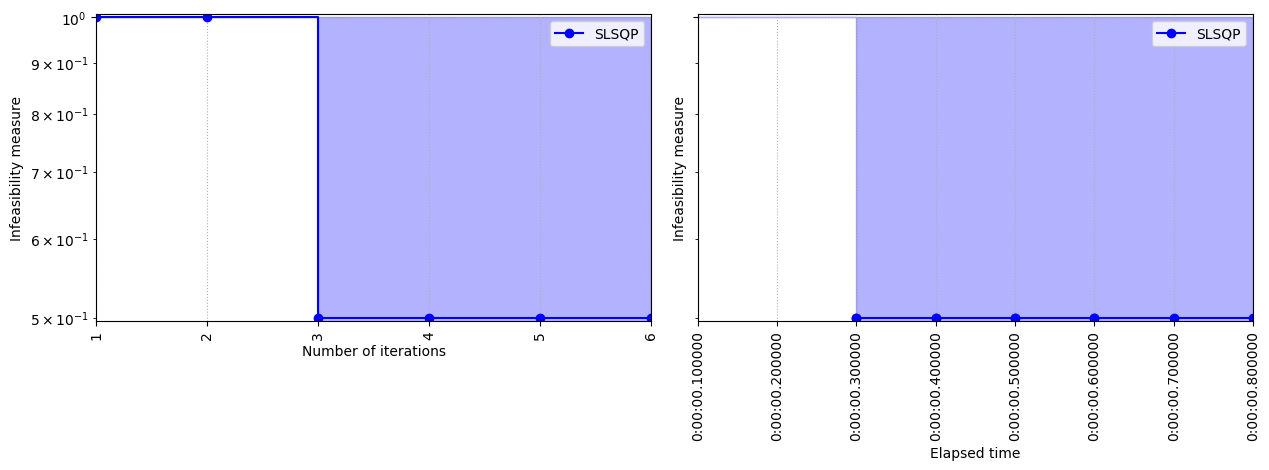 Infeasibility measure
10⁰
9 × 10⁻¹
8 × 10⁻¹
7 × 10⁻¹
6 × 10⁻¹
5 × 10⁻¹
SLSQP
1 2 3 4 5 6
Number of iterations
Infeasibility measure
SLSQP
0:00:00.100000
0:00:00.200000
0:00:00.300000
0:00:00.400000
0:00:00.500000
0:00:00.600000
0:00:00.700000
0:00:00.800000
Elapsed time